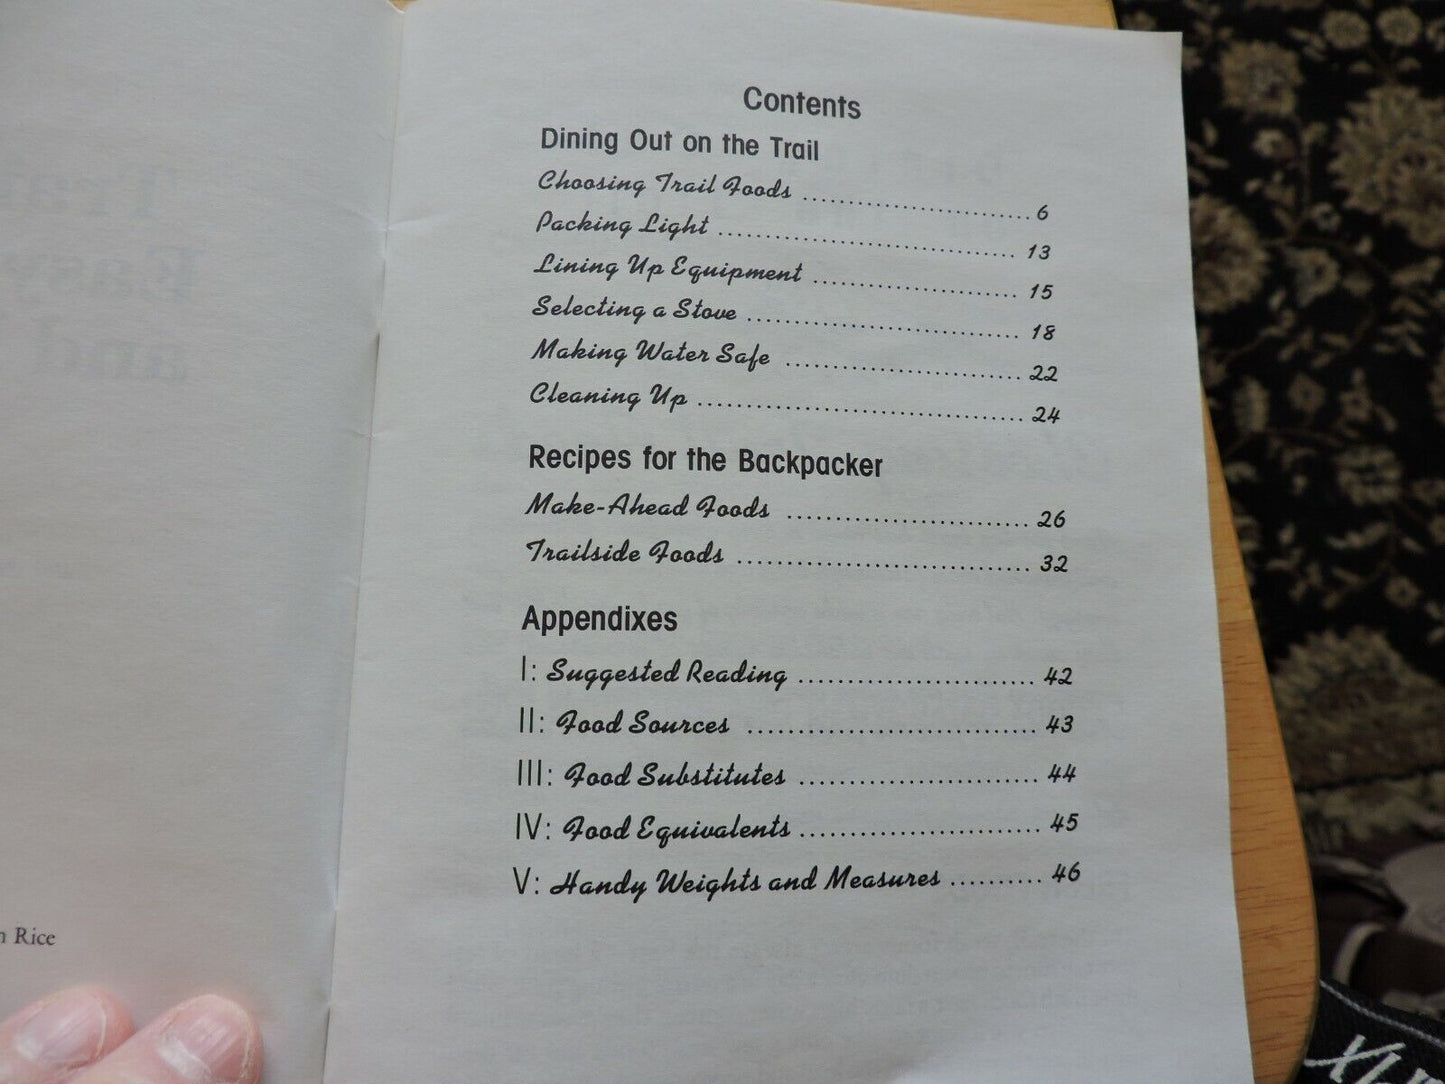 Contents
Dining Out on the Trail
Choosing Trail Foods ........................ 6
Packing Light ............................... 13
Lining Up Equipment ...................... 15
Selecting a Stove ............................ 18
Making Water Safe ......................... 22
Cleaning Up .................................. 24
Recipes for the Backpacker
Make-Ahead Foods ......................... 26
Trailside Foods .............................. 32
Appendixes
I: Suggested Reading ........................ 42
II: Food Sources ............................. 43
III: Food Substitutes ......................... 44
IV: Food Equivalents ......................... 45
V: Handy Weights and Measures .......... 46
Rice